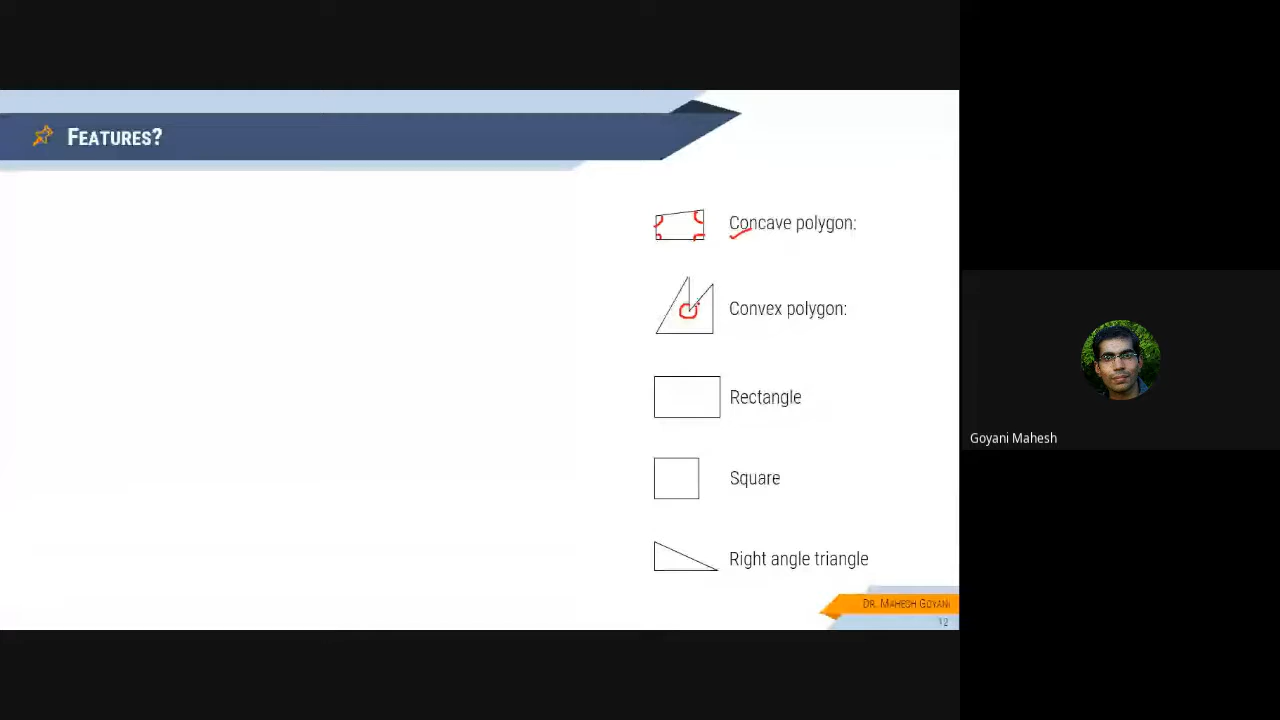 FEATURES?
Concave polygon:
Convex polygon:
Rectangle
Square
Right angle triangle
DR. MAHESH GOYANI
12
Goyani Mahesh